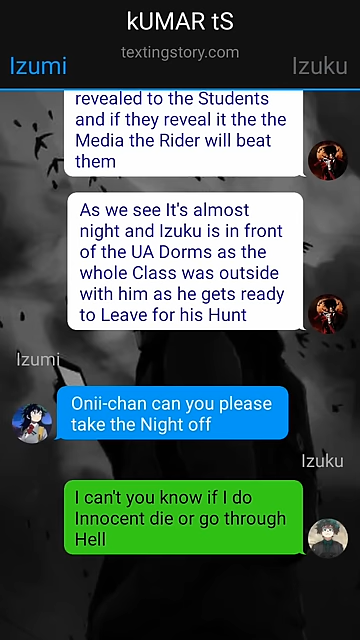 kUMAR tS
textingstory.com
Izumi
Izuku
revealed to the Students
and if they reveal it the the
Media the Rider will beat
them
As we see It's almost
night and Izuku is in front
of the UA Dorms as the
whole Class was outside
with him as he gets ready
to Leave for his Hunt
Izumi
Onii-chan can you please
take the Night off
Izuku
I can't you know if I do
Innocent die or go through
Hell